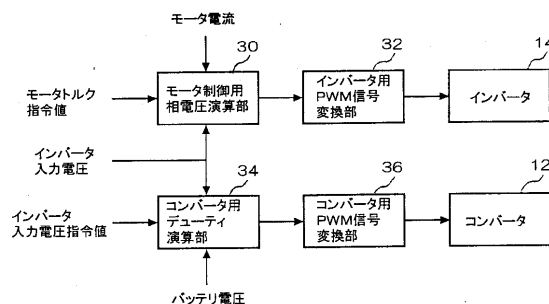 モータ電流
30
32
14
モータトルク
指令値
モータ制御用
相電圧演算部
インバータ用
PWM信号
変換部
インバータ
インバータ
入力電圧
34
36
12
インバータ
入力電圧指令値
コンバータ用
デューティ
演算部
コンバータ用
PWM信号
変換部
コンバータ
バッテリ電圧